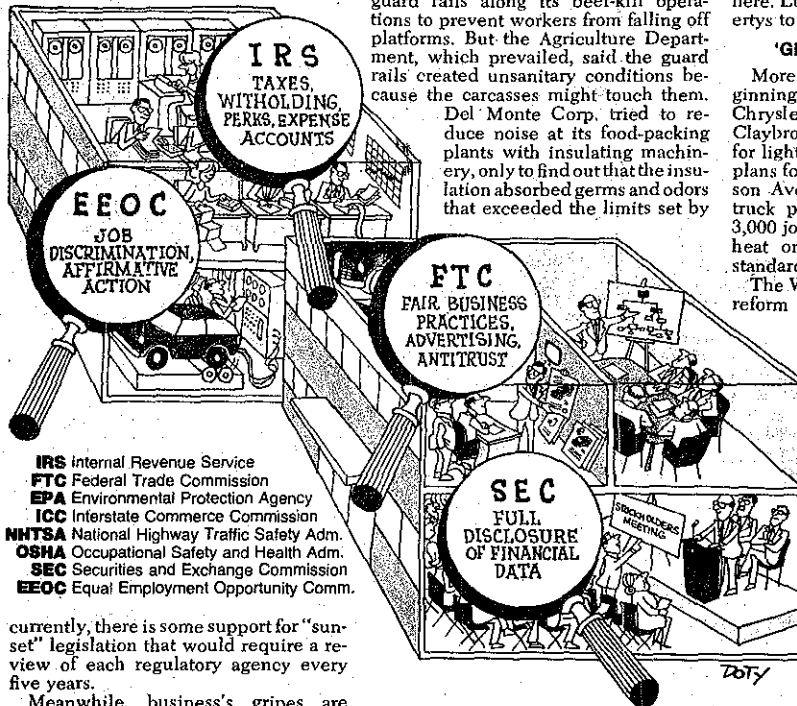 guard rails along its beef-kill opera-
tions to prevent workers from falling off
platforms. But the Agriculture Depart-
ment, which prevailed, said the guard
rails created unsanitary conditions be-
cause the carcasses might touch them.
Del Monte Corp. tried to re-
duce noise at its food-packing
plants with insulating machin-
ery, only to find out that the insu-
lation absorbed germs and odors
that exceeded the limits set by
here.
ertys to
More
ginning
Chrysle
Claybro
for light
plans fo
son Ave
truck p
3,000 jo
heat on
standard
The W
reform
IRS
TAXES,
WITHOLDING,
PERKS, EXPENSE
ACCOUNTS
EEOC
JOB
DISCRIMINATION,
AFFIRMATIVE
ACTION
FTC
FAIR BUSINESS
PRACTICES,
ADVERTISING,
ANTITRUST
SEC
FULL
DISCLOSURE
OF FINANCIAL
DATA
STOCKHOLDERS
MEETING
DOTY
IRS Internal Revenue Service
FTC Federal Trade Commission
EPA Environmental Protection Agency
ICC Interstate Commerce Commission
NHTSA National Highway Traffic Safety Adm.
OSHA Occupational Safety and Health Adm.
SEC Securities and Exchange Commission
EEOC Equal Employment Opportunity Comm.
currently, there is some support for "sun-
set" legislation that would require a re-
view of each regulatory agency every
five years.
Meanwhile, business's gripes are